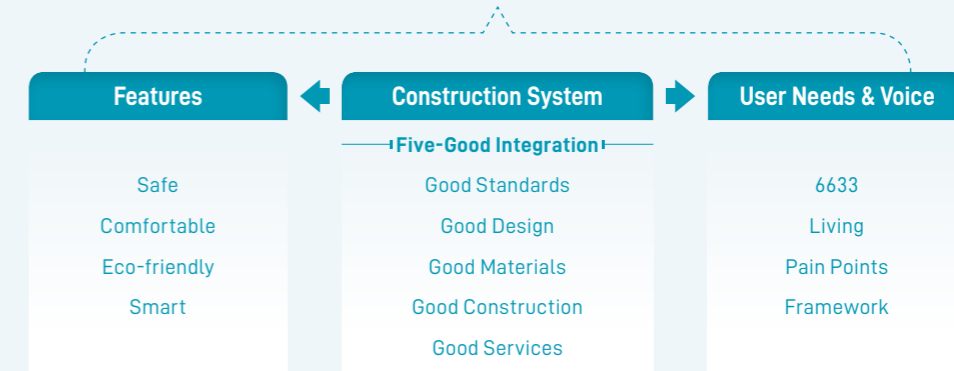 Features
Construction System
User Needs & Voice
Five-Good Integration
Safe
Comfortable
Eco-friendly
Smart
Good Standards
Good Design
Good Materials
Good Construction
Good Services
6633
Living
Pain Points
Framework